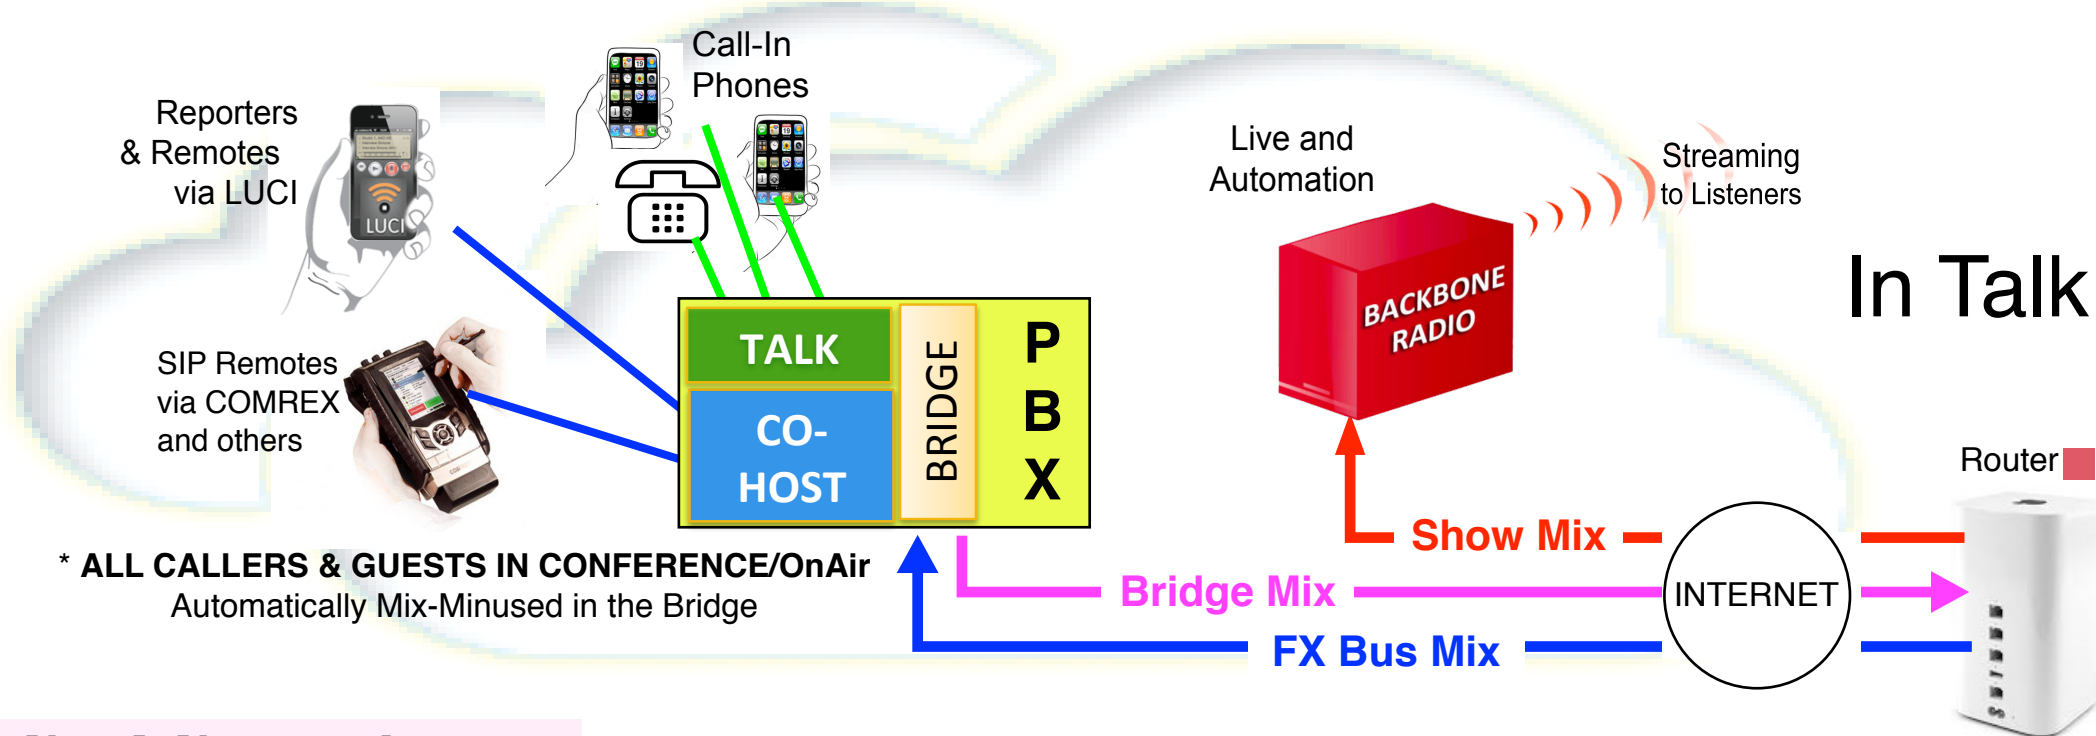 Call-In
Phones
Reporters
& Remotes
via LUCI
LUCI
Live and
Automation
Streaming
to Listeners
BACKBONE
RADIO
In Talk
SIP Remotes
via COMREX
and others
TALK
CO-
HOST
BRIDGE
P
B
X
Router
Show Mix
* ALL CALLERS & GUESTS IN CONFERENCE/OnAir
Automatically Mix-Minused in the Bridge
Bridge Mix
INTERNET
FX Bus Mix